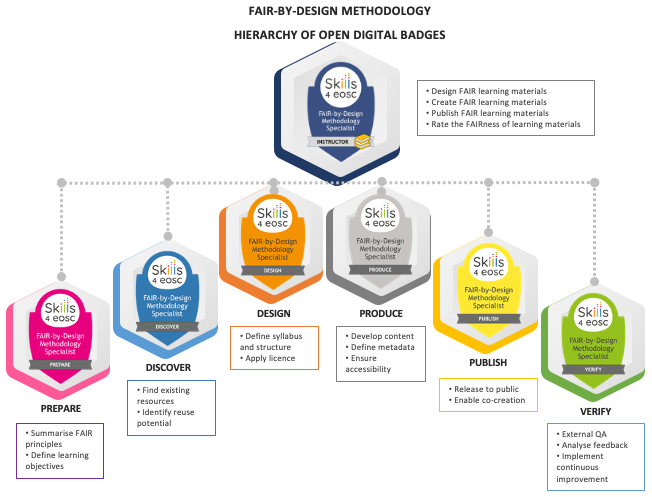 FAIR-BY-DESIGN METHODOLOGY
HIERARCHY OF OPEN DIGITAL BADGES
Skills
4 eosc
FAIR-by-Design
Methodology
Specialist
INSTRUCTOR
• Design FAIR learning materials
• Create FAIR learning materials
• Publish FAIR learning materials
• Rate the FAIRness of learning materials
Skills
4 eosc
FAIR-by-Design
Methodology
Specialist
PREPARE
PREPARE
• Summarise FAIR
principles
• Define learning
objectives
Skills
4 eosc
FAIR-by-Design
Methodology
Specialist
DISCOVER
DISCOVER
• Find existing
resources
• Identify reuse
potential
Skills
4 eosc
FAIR-by-Design
Methodology
Specialist
DESIGN
DESIGN
• Define syllabus
and structure
• Apply licence
Skills
4 eosc
FAIR-by-Design
Methodology
Specialist
PRODUCE
PRODUCE
• Develop content
• Define metadata
• Ensure
accessibility
Skills
4 eosc
FAIR-by-Design
Methodology
Specialist
PUBLISH
PUBLISH
• Release to public
• Enable co-creation
Skills
4 eosc
FAIR-by-Design
Methodology
Specialist
VERIFY
VERIFY
• External QA
• Analyse feedback
• Implement
continuous
improvement